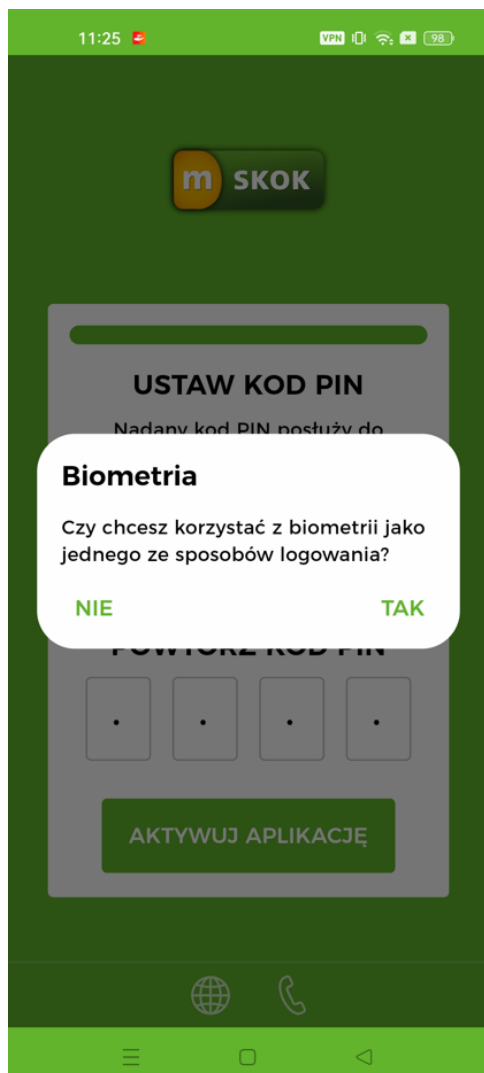 11:25
VPN
98
m SKOK
USTAW KOD PIN
Nadany kod PIN posłuży do
Biometria
Czy chcesz korzystać z biometrii jako
jednego ze sposobów logowania?
NIE
TAK
POWTÓRZ KOD PIN
AKTYWUJ APLIKACJĘ